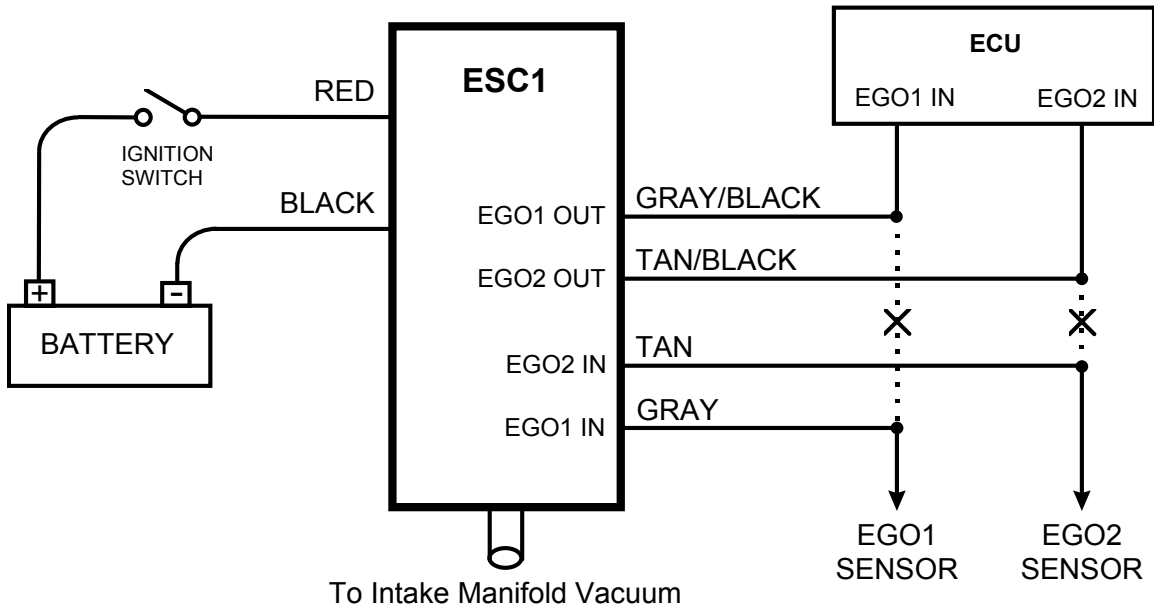 ECU
EGO1 IN
EGO2 IN
ESC1
RED
IGNITION
SWITCH
BLACK
EGO1 OUT
GRAY/BLACK
EGO2 OUT
TAN/BLACK
+
−
BATTERY
EGO2 IN
TAN
EGO1 IN
GRAY
EGO1
SENSOR
EGO2
SENSOR
To Intake Manifold Vacuum